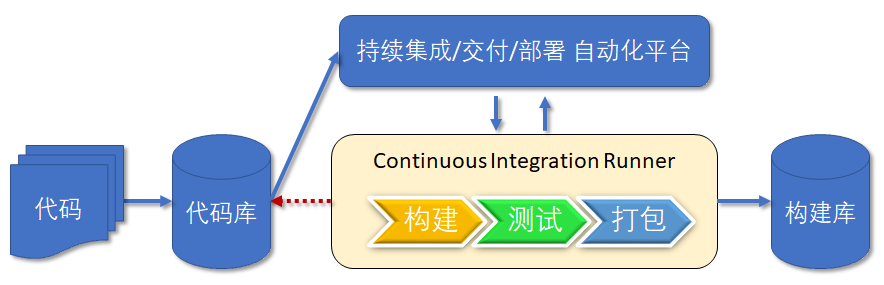 持续集成/交付/部署 自动化平台
代码
代码库
Continuous Integration Runner
构建
测试
打包
构建库